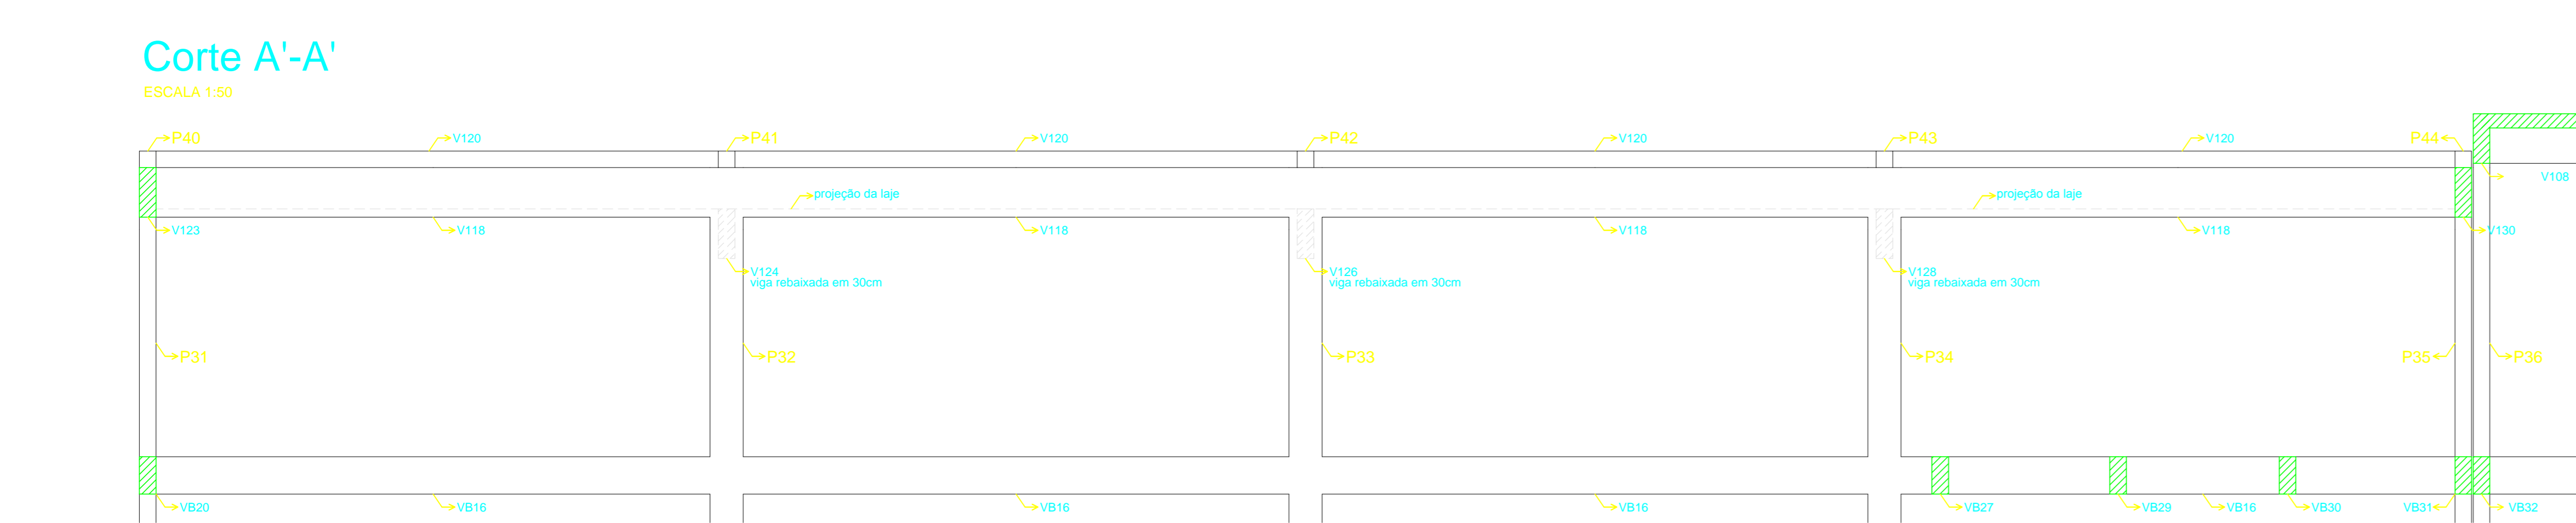 Corte A'-A'
ESCALA 1:50
P40
V120
P41
V120
P42
V120
P43
V120
P44
V108
projeção da laje
projeção da laje
V123
V118
V118
V118
V118
V130
V124
viga rebaixada em 30cm
V126
viga rebaixada em 30cm
V128
viga rebaixada em 30cm
P31
P32
P33
P34
P35
P36
VB20
VB16
VB16
VB16
VB27
VB29
VB16
VB30
VB31
VB32